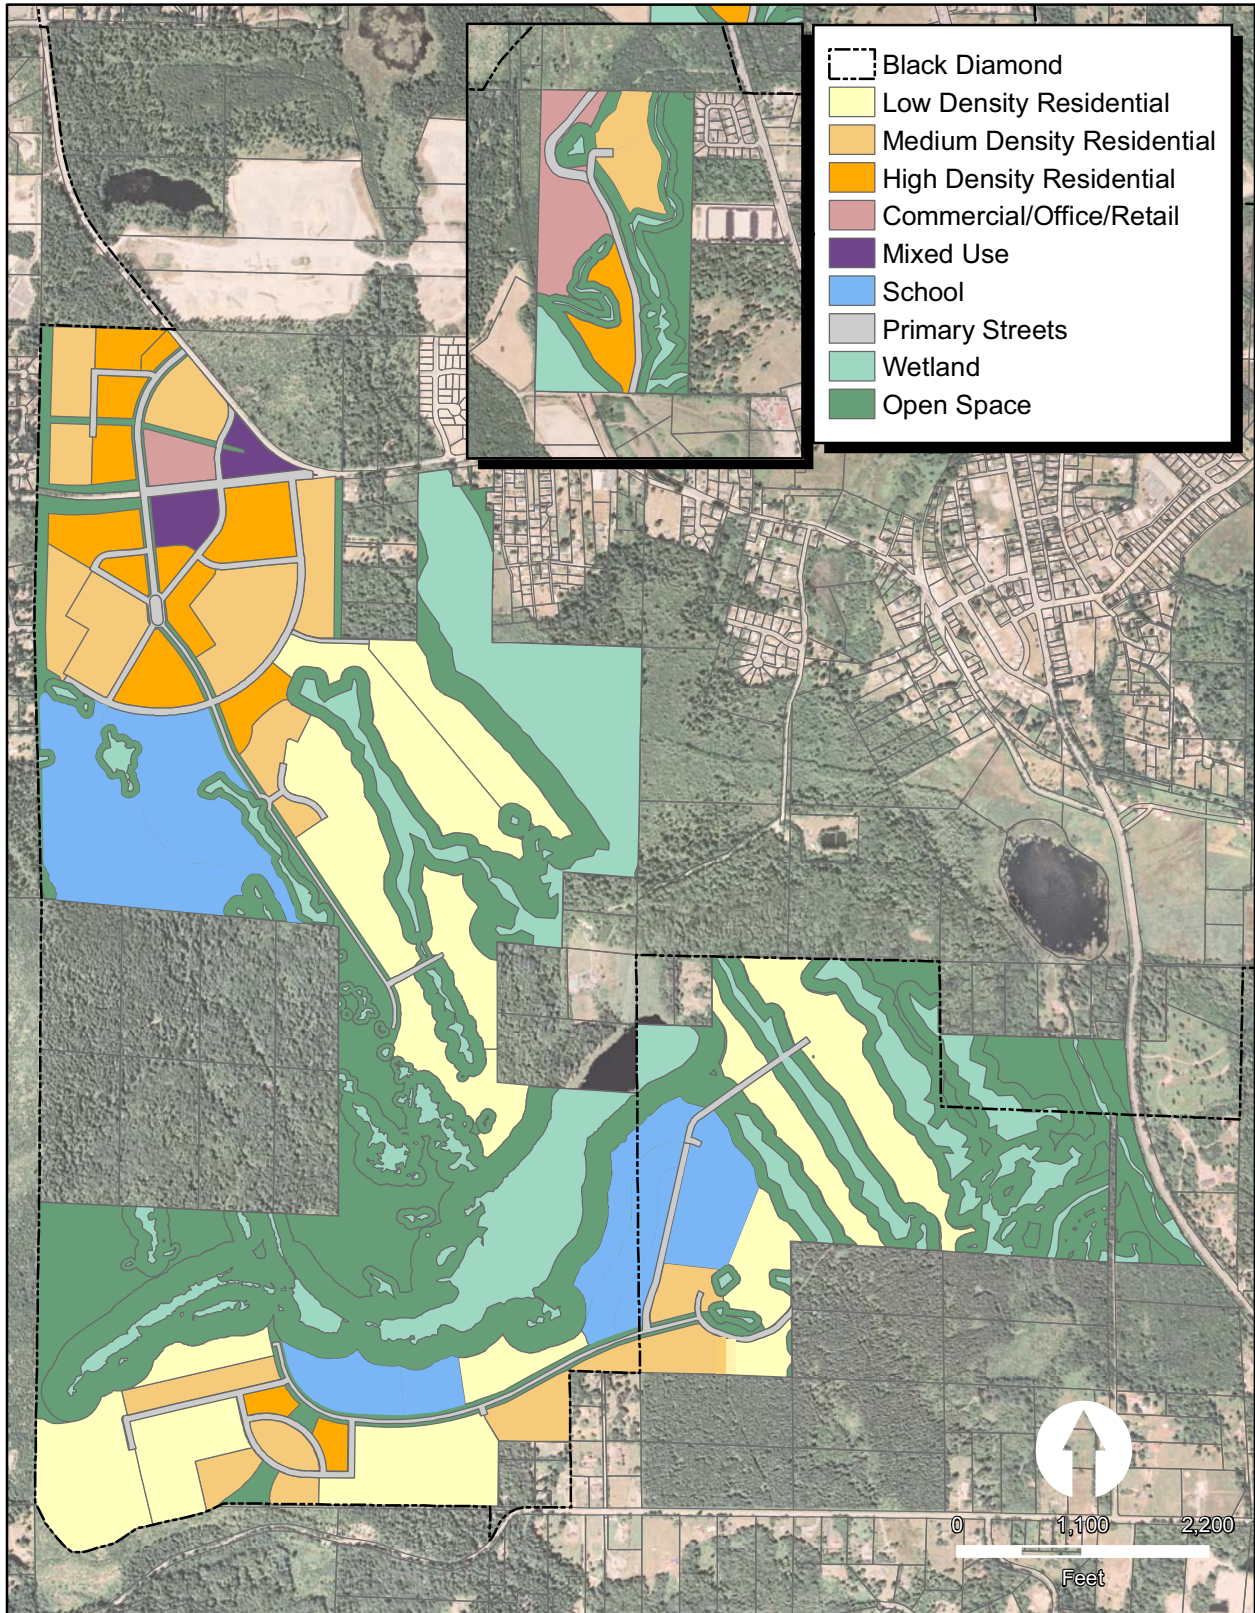 Black Diamond
Low Density Residential
Medium Density Residential
High Density Residential
Commercial/Office/Retail
Mixed Use
School
Primary Streets
Wetland
Open Space
0 1,100 2,200
Feet